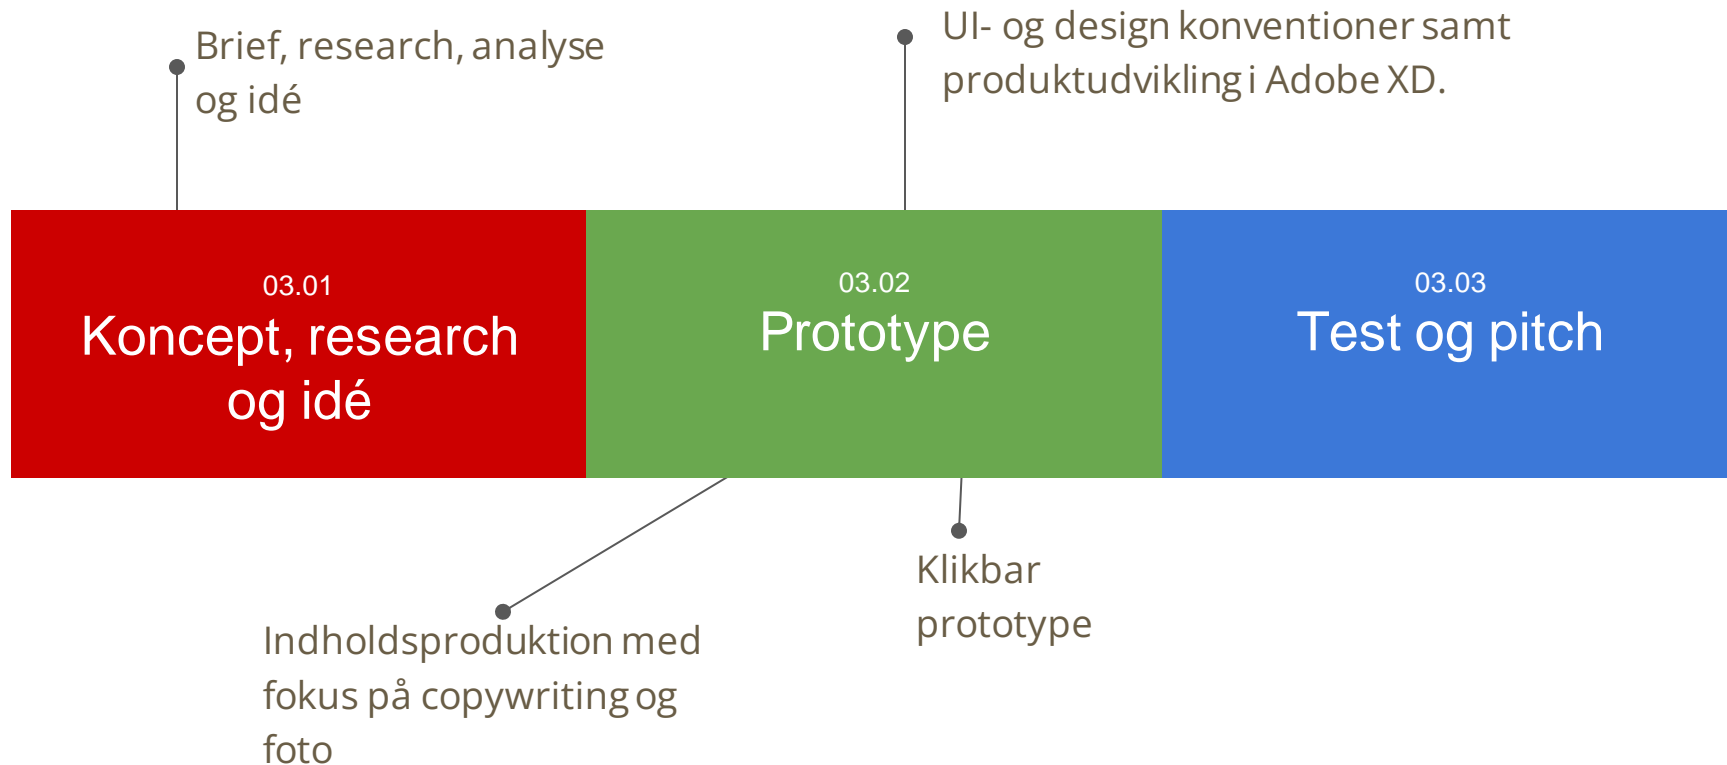 Brief, research, analyse
og idé
UI- og design konventioner samt
produktudvikling i Adobe XD.
03.01
Koncept, research
og idé
03.02
Prototype
03.03
Test og pitch
Indholdsproduktion med
fokus på copywriting og
foto
Klikbar
prototype